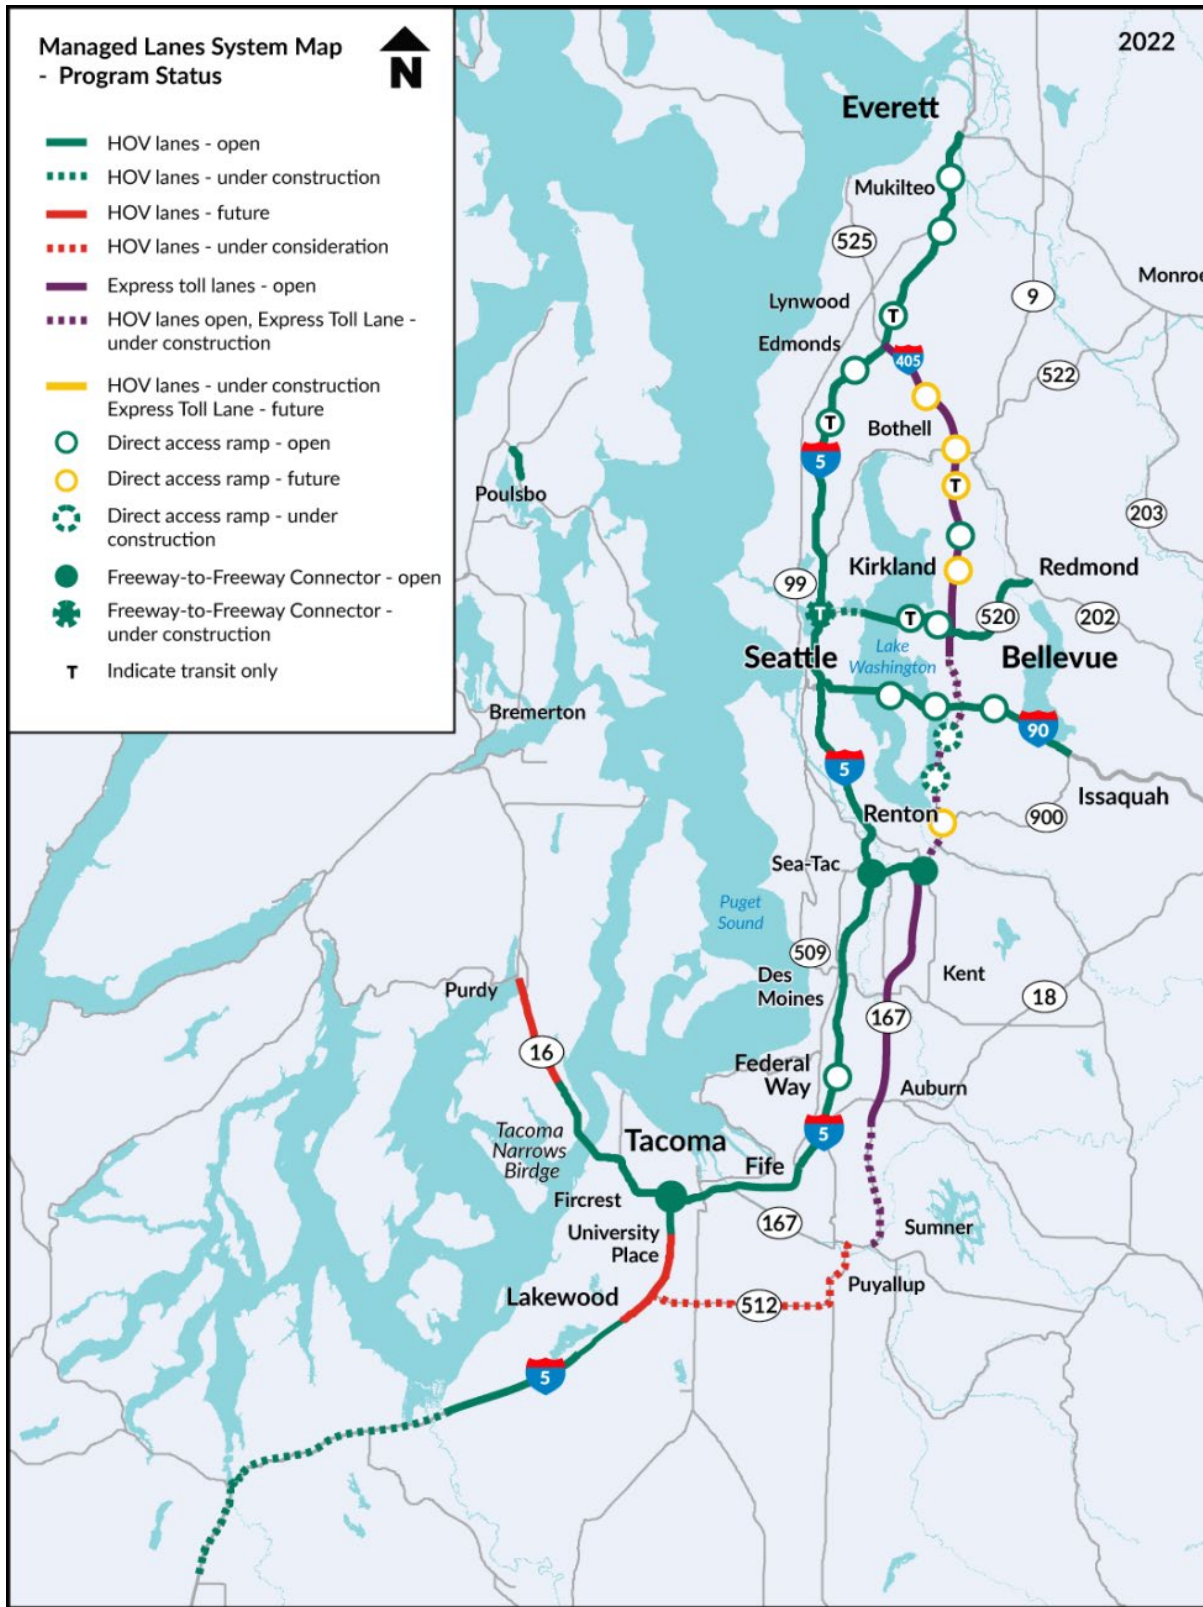 Managed Lanes System Map
- Program Status
N
2022
HOV lanes - open
HOV lanes - under construction
HOV lanes - future
HOV lanes - under consideration
Express toll lanes - open
HOV lanes open, Express Toll Lane -
under construction
HOV lanes - under construction
Express Toll Lane - future
Direct access ramp - open
Direct access ramp - future
Direct access ramp - under
construction
Freeway-to-Freeway Connector - open
Freeway-to-Freeway Connector -
under construction
T Indicate transit only
Everett
Mukilteo
525
Monroe
9
Lynwood
T
Edmonds
405
522
T
Bothell
5
T
Poulsbo
203
Kirkland
Redmond
99
T
T
520
202
Seattle
Lake
Washington
Bellevue
Bremerton
90
5
Issaquah
Renton
900
Sea-Tac
Puget
Sound
509
Des
Moines
Kent
18
Purdy
167
16
Federal
Way
Auburn
5
Tacoma
Narrows
Birdge
Tacoma
Fife
Fircrest
167
Sumner
University
Place
Puyallup
Lakewood
512
5